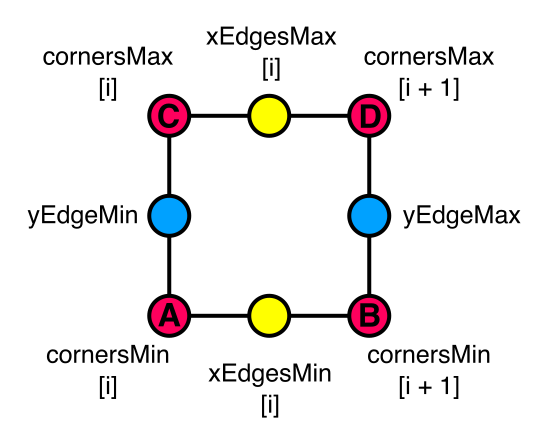 xEdgesMax
[i]
cornersMax
[i]
cornersMax
[i + 1]
C
D
yEdgeMin
yEdgeMax
A
B
cornersMin
[i]
xEdgesMin
[i]
cornersMin
[i + 1]